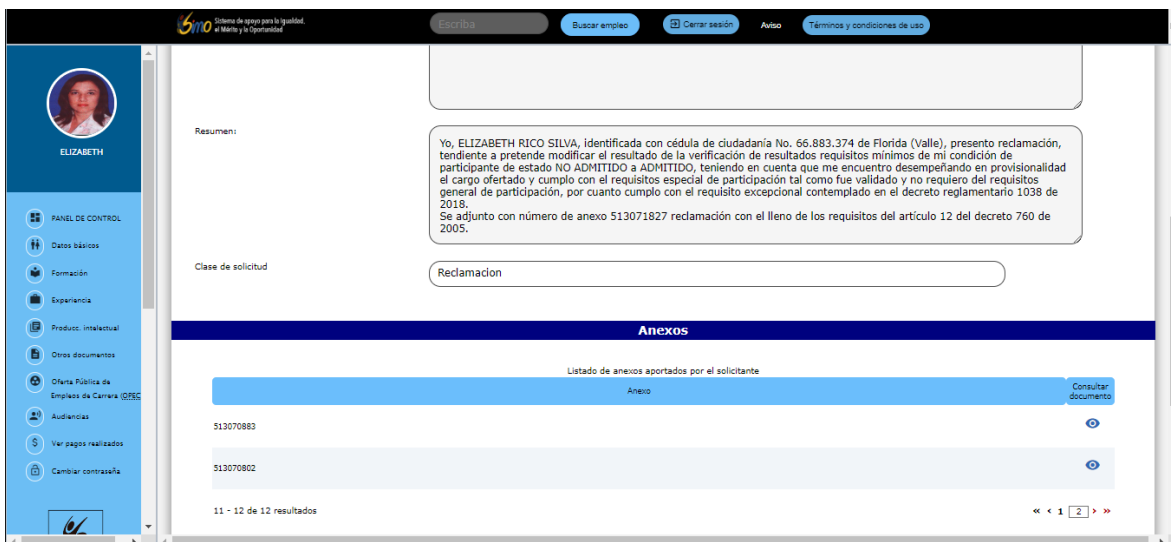 Simo Sistema de apoyo para la Igualdad,
el Mérito y la Oportunidad
Escriba
Buscar empleo
Cerrar sesión
Aviso
Términos y condiciones de uso
ELIZABETH
PANEL DE CONTROL
Datos básicos
Formación
Experiencia
Producc. intelectual
Otros documentos
Oferta Pública de
Empleos de Carrera (OPEC
Audiencias
Ver pagos realizados
Cambiar contraseña
Resumen:
Yo, ELIZABETH RICO SILVA, identificada con cédula de ciudadanía No. 66.883.374 de Florida (Valle), presento reclamación,
tendiente a pretende modificar el resultado de la verificación de resultados requisitos mínimos de mi condición de
participante de estado NO ADMITIDO a ADMITIDO, teniendo en cuenta que me encuentro desempeñando en provisionalidad
el cargo ofertado y cumplo con el requisitos especial de participación tal como fue validado y no requiero del requisitos
general de participación, por cuanto cumplo con el requisito excepcional contemplado en el decreto reglamentario 1038 de
2018.
Se adjunto con número de anexo 513071827 reclamación con el lleno de los requisitos del artículo 12 del decreto 760 de
2005.
Clase de solicitud
Reclamacion
Anexos
Listado de anexos aportados por el solicitante
Anexo
Consultar
documento
513070883
513070802
11 - 12 de 12 resultados
« ‹ 1 2 › »